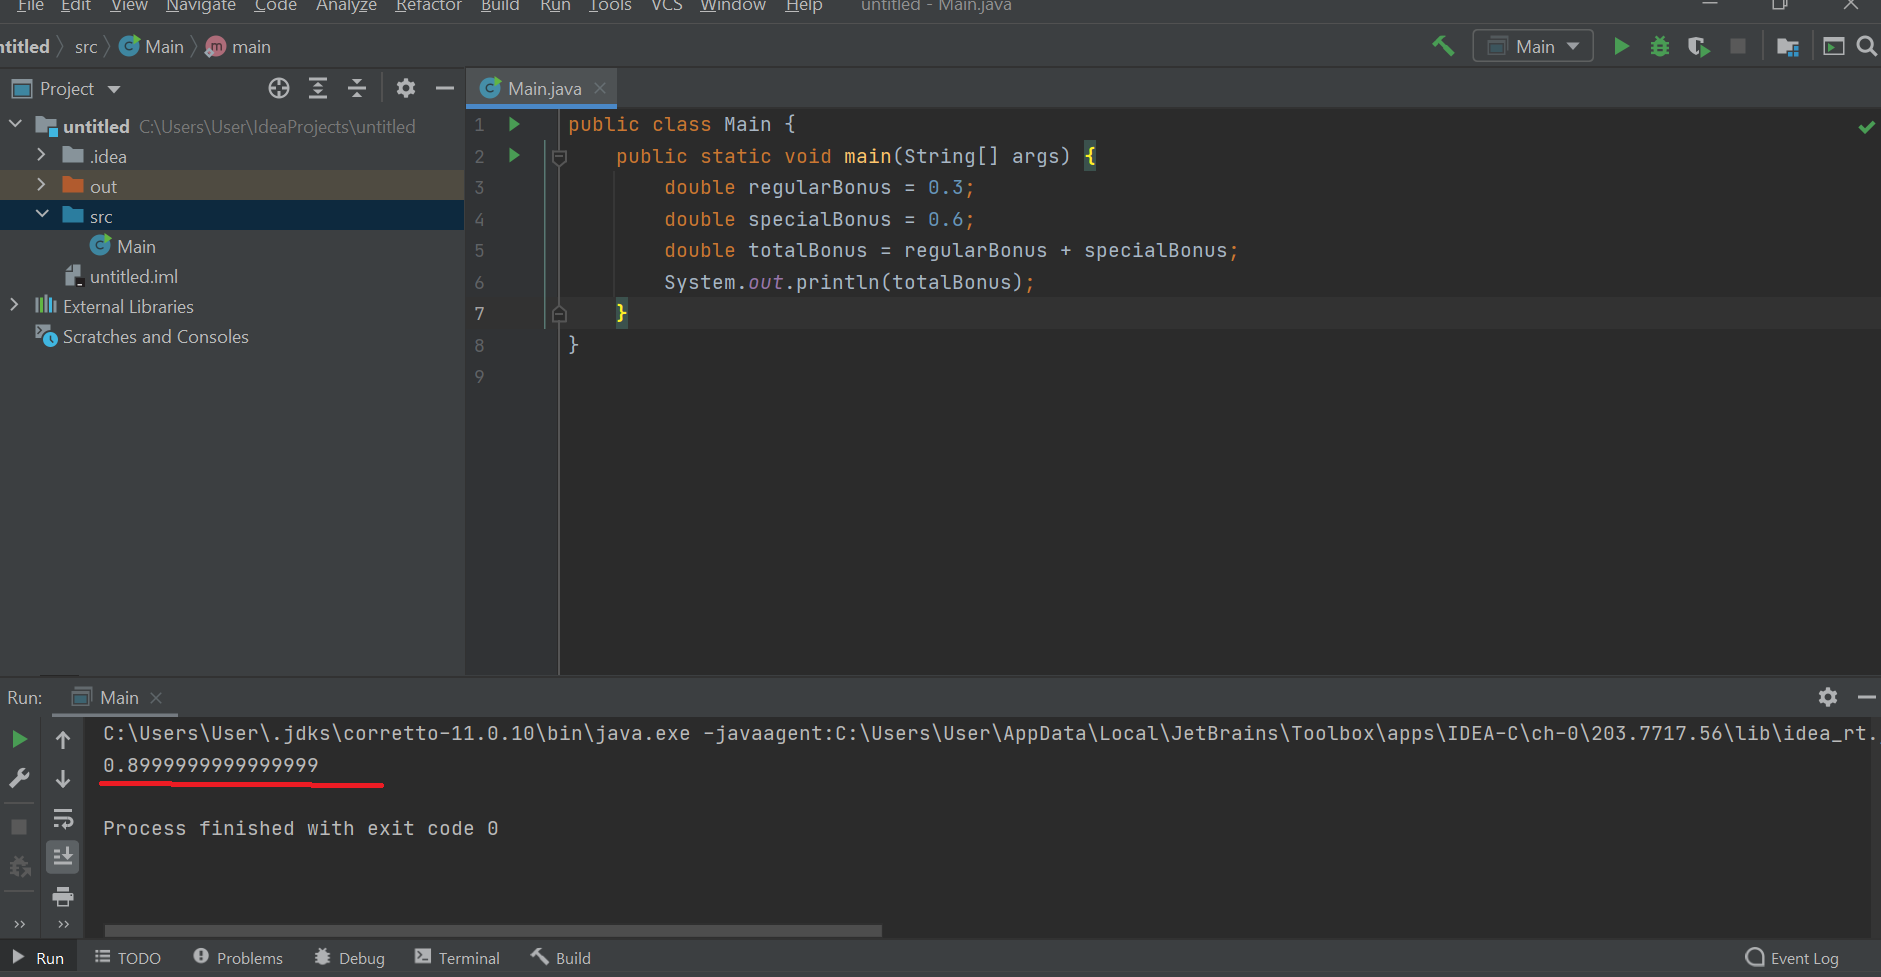 File Edit View Navigate Code Analyze Refactor Build Run Tools VCS Window Help untitled - Main.java
ntitled src Main main
Main
Project
Main.java
untitled C:\Users\User\IdeaProjects\untitled
.idea
out
src
Main
untitled.iml
External Libraries
Scratches and Consoles
1 public class Main {
2 public static void main(String[] args) {
3 double regularBonus = 0.3;
4 double specialBonus = 0.6;
5 double totalBonus = regularBonus + specialBonus;
6 System.out.println(totalBonus);
7 }
8 }
9
Run: Main
C:\Users\User\.jdks\corretto-11.0.10\bin\java.exe -javaagent:C:\Users\User\AppData\Local\JetBrains\Toolbox\apps\IDEA-C\ch-0\203.7717.56\lib\idea_rt.
0.8999999999999999
Process finished with exit code 0
Run TODO Problems Debug Terminal Build Event Log